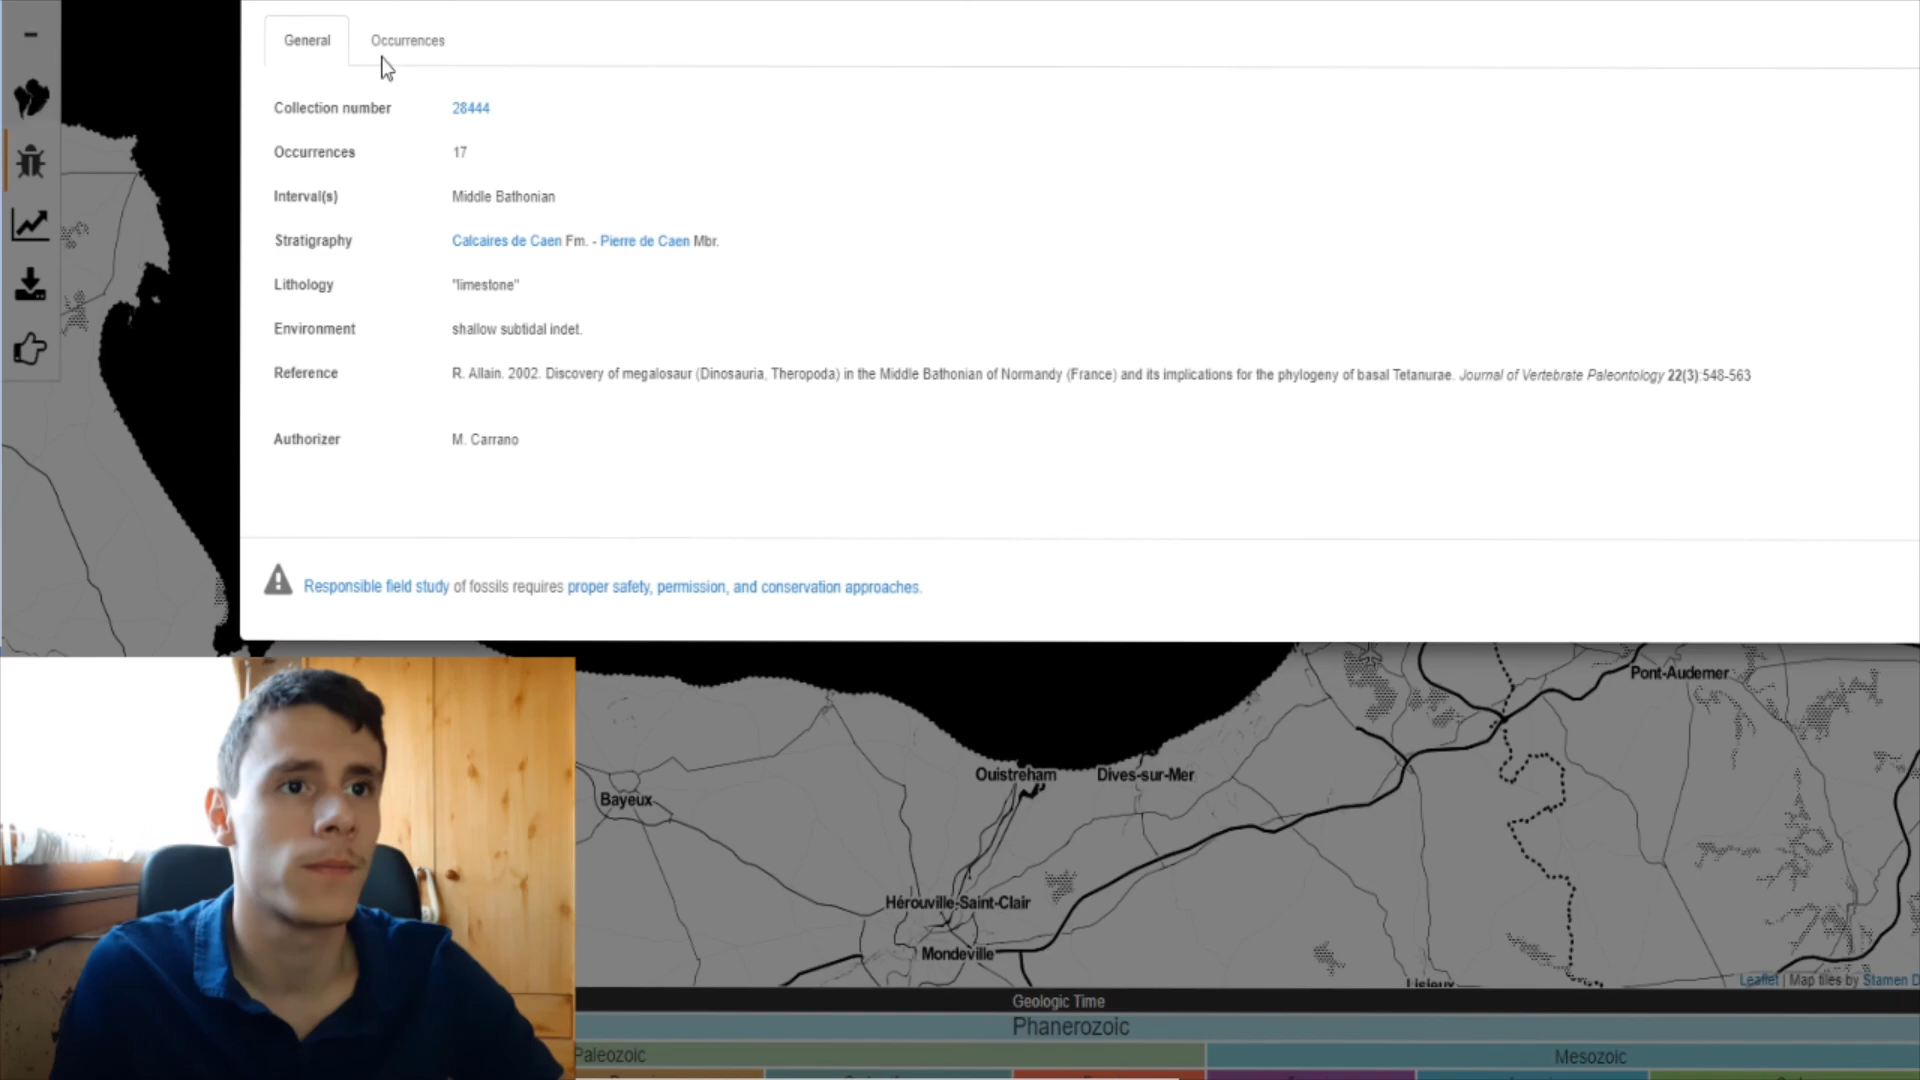 General
Occurrences
Collection number 28444
Occurrences 17
Interval(s) Middle Bathonian
Stratigraphy Calcaires de Caen Fm. - Pierre de Caen Mbr.
Lithology "limestone"
Environment shallow subtidal indet.
Reference R. Allain. 2002. Discovery of megalosaur (Dinosauria, Theropoda) in the Middle Bathonian of Normandy (France) and its implications for the phylogeny of basal Tetanurae. Journal of Vertebrate Paleontology 22(3):548-563
Authorizer M. Carrano
Responsible field study of fossils requires proper safety, permission, and conservation approaches.
Pont-Audemer
Ouistreham
Dives-sur-Mer
Bayeux
Hérouville-Saint-Clair
Mondeville
Lisieux
Leaflet | Map tiles by Stamen D
Geologic Time
Phanerozoic
Paleozoic
Mesozoic